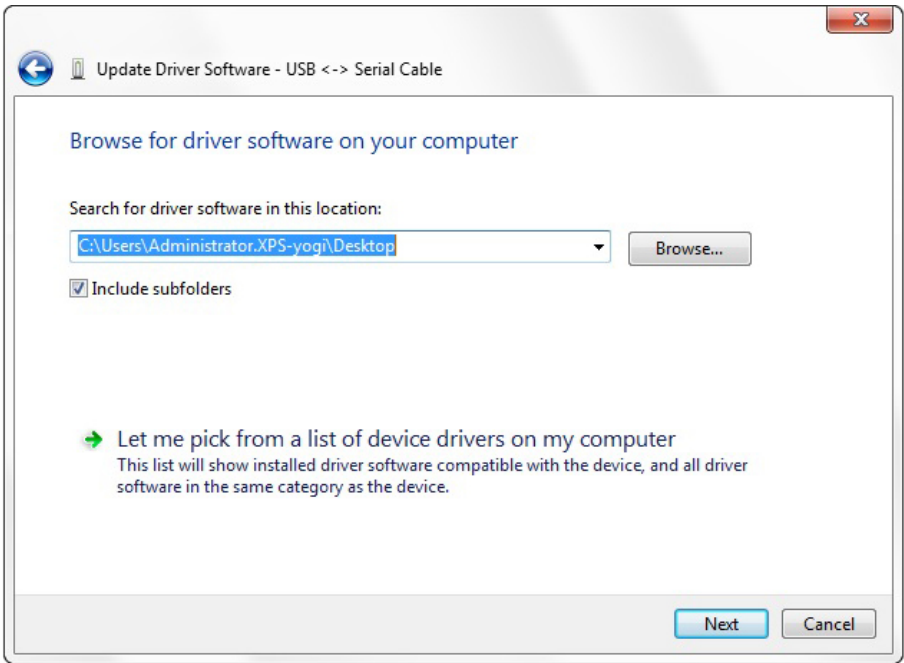 Update Driver Software - USB <-> Serial Cable
Browse for driver software on your computer
Search for driver software in this location:
C:\Users\Administrator.XPS-yogi\Desktop
Browse...
Include subfolders
Let me pick from a list of device drivers on my computer
This list will show installed driver software compatible with the device, and all driver
software in the same category as the device.
Next
Cancel